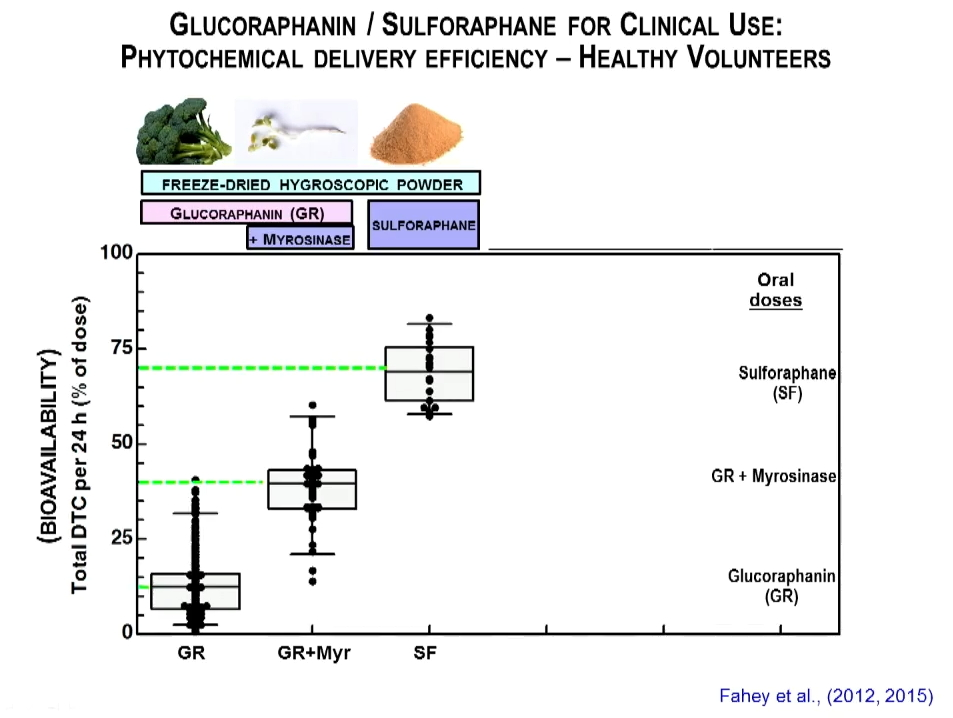 GLUCORAPHANIN / SULFORAPHANE FOR CLINICAL USE:
PHYTOCHEMICAL DELIVERY EFFICIENCY – HEALTHY VOLUNTEERS
FREEZE-DRIED HYGROSCOPIC POWDER
GLUCORAPHANIN (GR)
+ MYROSINASE
SULFORAPHANE
(BIOAVAILABILITY)
Total DTC per 24 h (% of dose)
100
75
50
25
0
GR
GR+Myr
SF
Oral
doses
Sulforaphane
(SF)
GR + Myrosinase
Glucoraphanin
(GR)
Fahey et al., (2012, 2015)